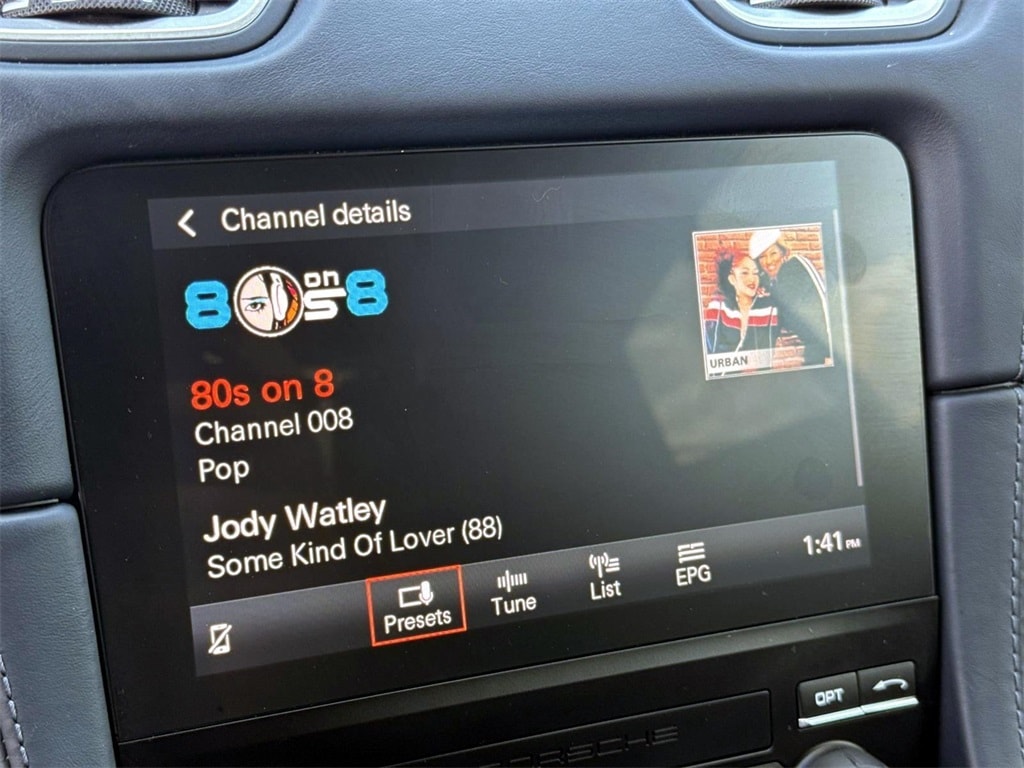 Channel details
80s on 8
80s on 8
Channel 008
Pop
URBAN
Jody Watley
Some Kind Of Lover (88)
Presets
Tune
List
EPG
1:41 PM
OPT
PORSCHE